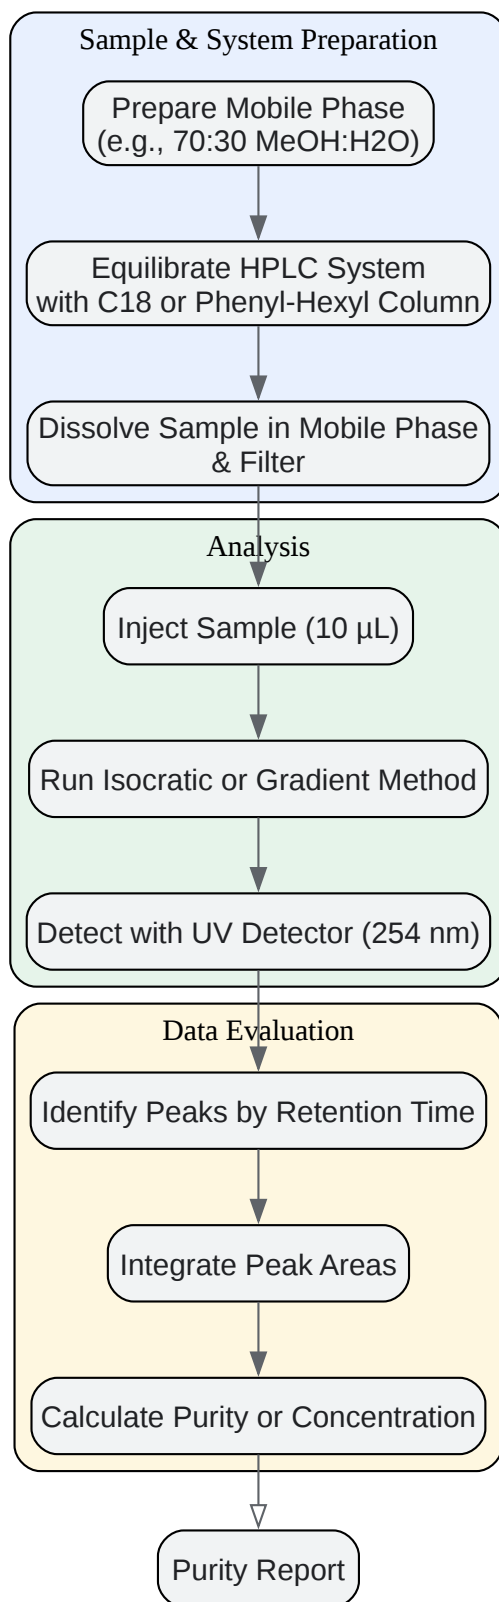 Sample & System Preparation
Prepare Mobile Phase
(e.g., 70:30 MeOH:H2O)
Equilibrate HPLC System
with C18 or Phenyl-Hexyl Column
Dissolve Sample in Mobile Phase
& Filter
Analysis
Inject Sample (10 µL)
Run Isocratic or Gradient Method
Detect with UV Detector (254 nm)
Data Evaluation
Identify Peaks by Retention Time
Integrate Peak Areas
Calculate Purity or Concentration
Purity Report